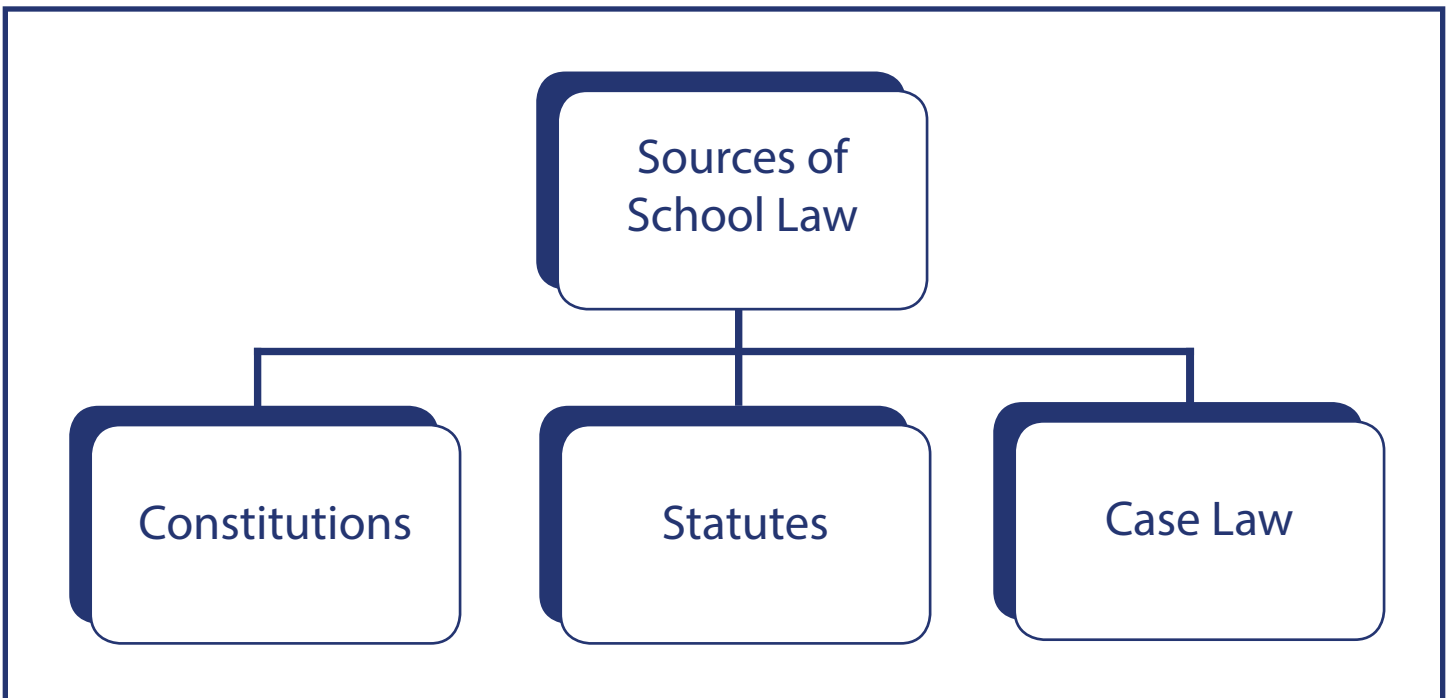 Sources of
School Law
Constitutions
Statutes
Case Law